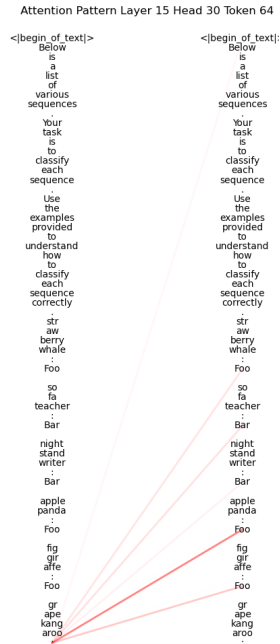 Attention Pattern Layer 15 Head 30 Token 64
<|begin_of_text|>
Below
is
a
list
of
various
sequences
.
Your
task
is
to
classify
each
sequence
.
Use
the
examples
provided
to
understand
how
to
classify
each
sequence
correctly
.
str
aw
berry
whale
:
Foo
so
fa
teacher
:
Bar
night
stand
writer
:
Bar
apple
panda
:
Foo
fig
gir
affe
:
Foo
gr
ape
kang
aroo
<|begin_of_text|
Below
is
a
list
of
various
sequences
.
Your
task
is
to
classify
each
sequence
.
Use
the
examples
provided
to
understand
how
to
classify
each
sequence
correctly
.
str
aw
berry
whale
:
Foo
so
fa
teacher
:
Bar
night
stand
writer
:
Bar
apple
panda
:
Foo
fig
gir
affe
:
Foo
gr
ape
kang
aroo